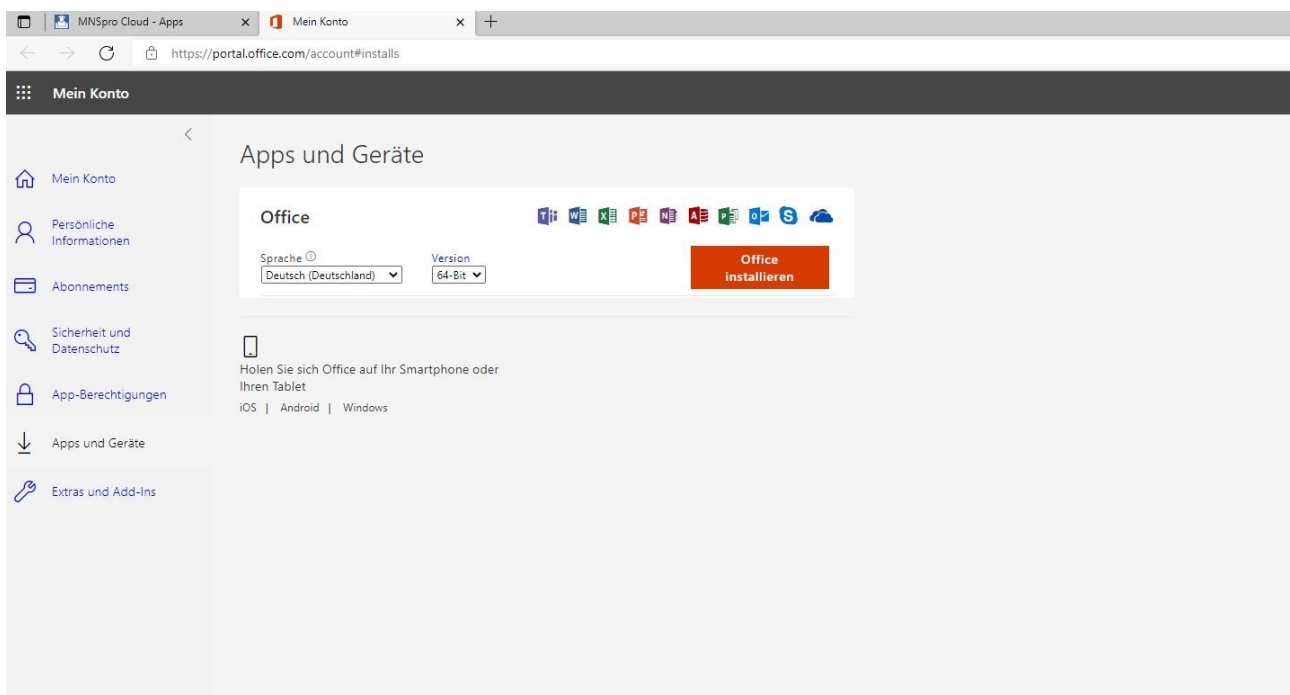 MNSpro Cloud - Apps
Mein Konto
https://portal.office.com/account#installs
Mein Konto
Mein Konto
Persönliche
Informationen
Abonnements
Sicherheit und
Datenschutz
App-Berechtigungen
Apps und Geräte
Extras und Add-Ins
Apps und Geräte
Office
Sprache
Version
Deutsch (Deutschland)
64-Bit
Office
installieren
Holen Sie sich Office auf Ihr Smartphone oder
Ihren Tablet
iOS | Android | Windows